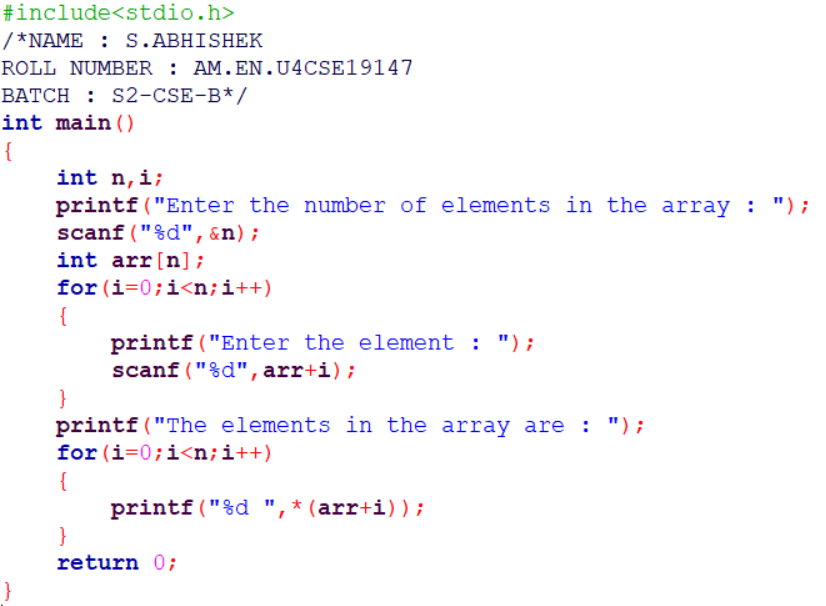 #include<stdio.h>
/*NAME : S.ABHISHEK
ROLL NUMBER : AM.EN.U4CSE19147
BATCH : S2-CSE-B*/
int main()
{
    int n,i;
    printf("Enter the number of elements in the array : ");
    scanf("%d",&n);
    int arr[n];
    for(i=0;i<n;i++)
    {
        printf("Enter the element : ");
        scanf("%d",arr+i);
    }
    printf("The elements in the array are : ");
    for(i=0;i<n;i++)
    {
        printf("%d ",*(arr+i));
    }
    return 0;
}